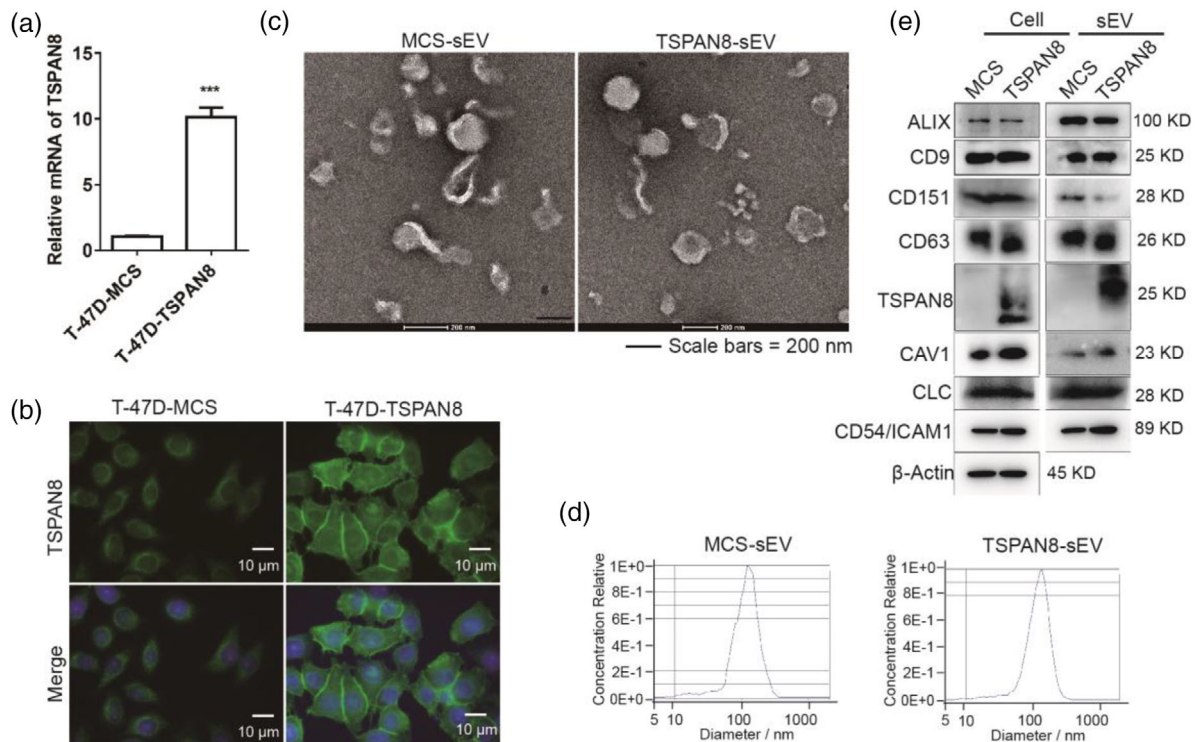 (a)
Relative mRNA of TSPAN8
15
10
5
0
***
T-47D-MCS
T-47D-TSPAN8
(b)
T-47D-MCS
T-47D-TSPAN8
TSPAN8
10 μm
10 μm
Merge
10 μm
10 μm
(c)
MCS-sEV
TSPAN8-sEV
200 nm
200 nm
Scale bars = 200 nm
(d)
MCS-sEV
Concentration Relative
1E+0
8E-1
6E-1
4E-1
2E-1
0E+0
5 10 100 1000
Diameter / nm
TSPAN8-sEV
Concentration Relative
1E+0
8E-1
6E-1
4E-1
2E-1
0E+0
5 10 100 1000
Diameter / nm
(e)
Cell sEV
MCS TSPAN8 MCS TSPAN8
ALIX 100 KD
CD9 25 KD
CD151 28 KD
CD63 26 KD
TSPAN8 25 KD
CAV1 23 KD
CLC 28 KD
CD54/ICAM1 89 KD
β-Actin 45 KD